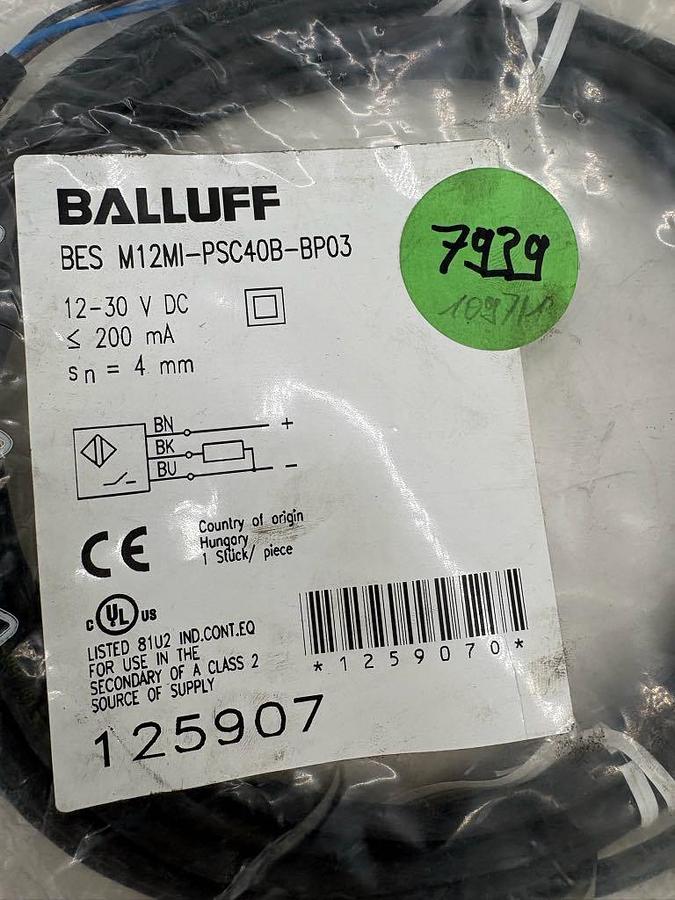 BALLUFF
BES M12MI-PSC40B-BP03
7939
12-30 V DC
≤ 200 mA
sn = 4 mm
BN +
BK
BU −
CE
Country of origin
Hungary
1 Stück/ piece
c UL US
LISTED 81U2 IND.CONT.EQ
FOR USE IN THE
SECONDARY OF A CLASS 2
SOURCE OF SUPPLY
*1259070*
125907